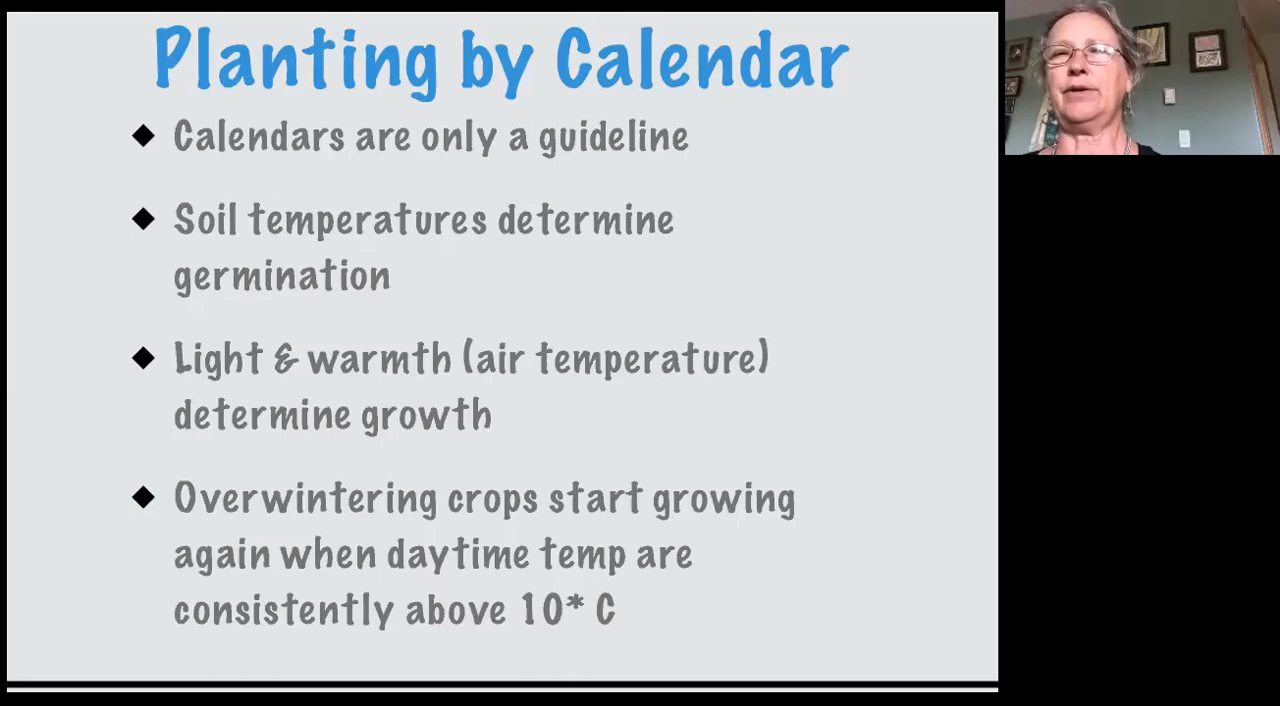 Planting by Calendar
◆ Calendars are only a guideline
◆ Soil temperatures determine
germination
◆ Light & warmth (air temperature)
determine growth
◆ Overwintering crops start growing
again when daytime temp are
consistently above 10* C